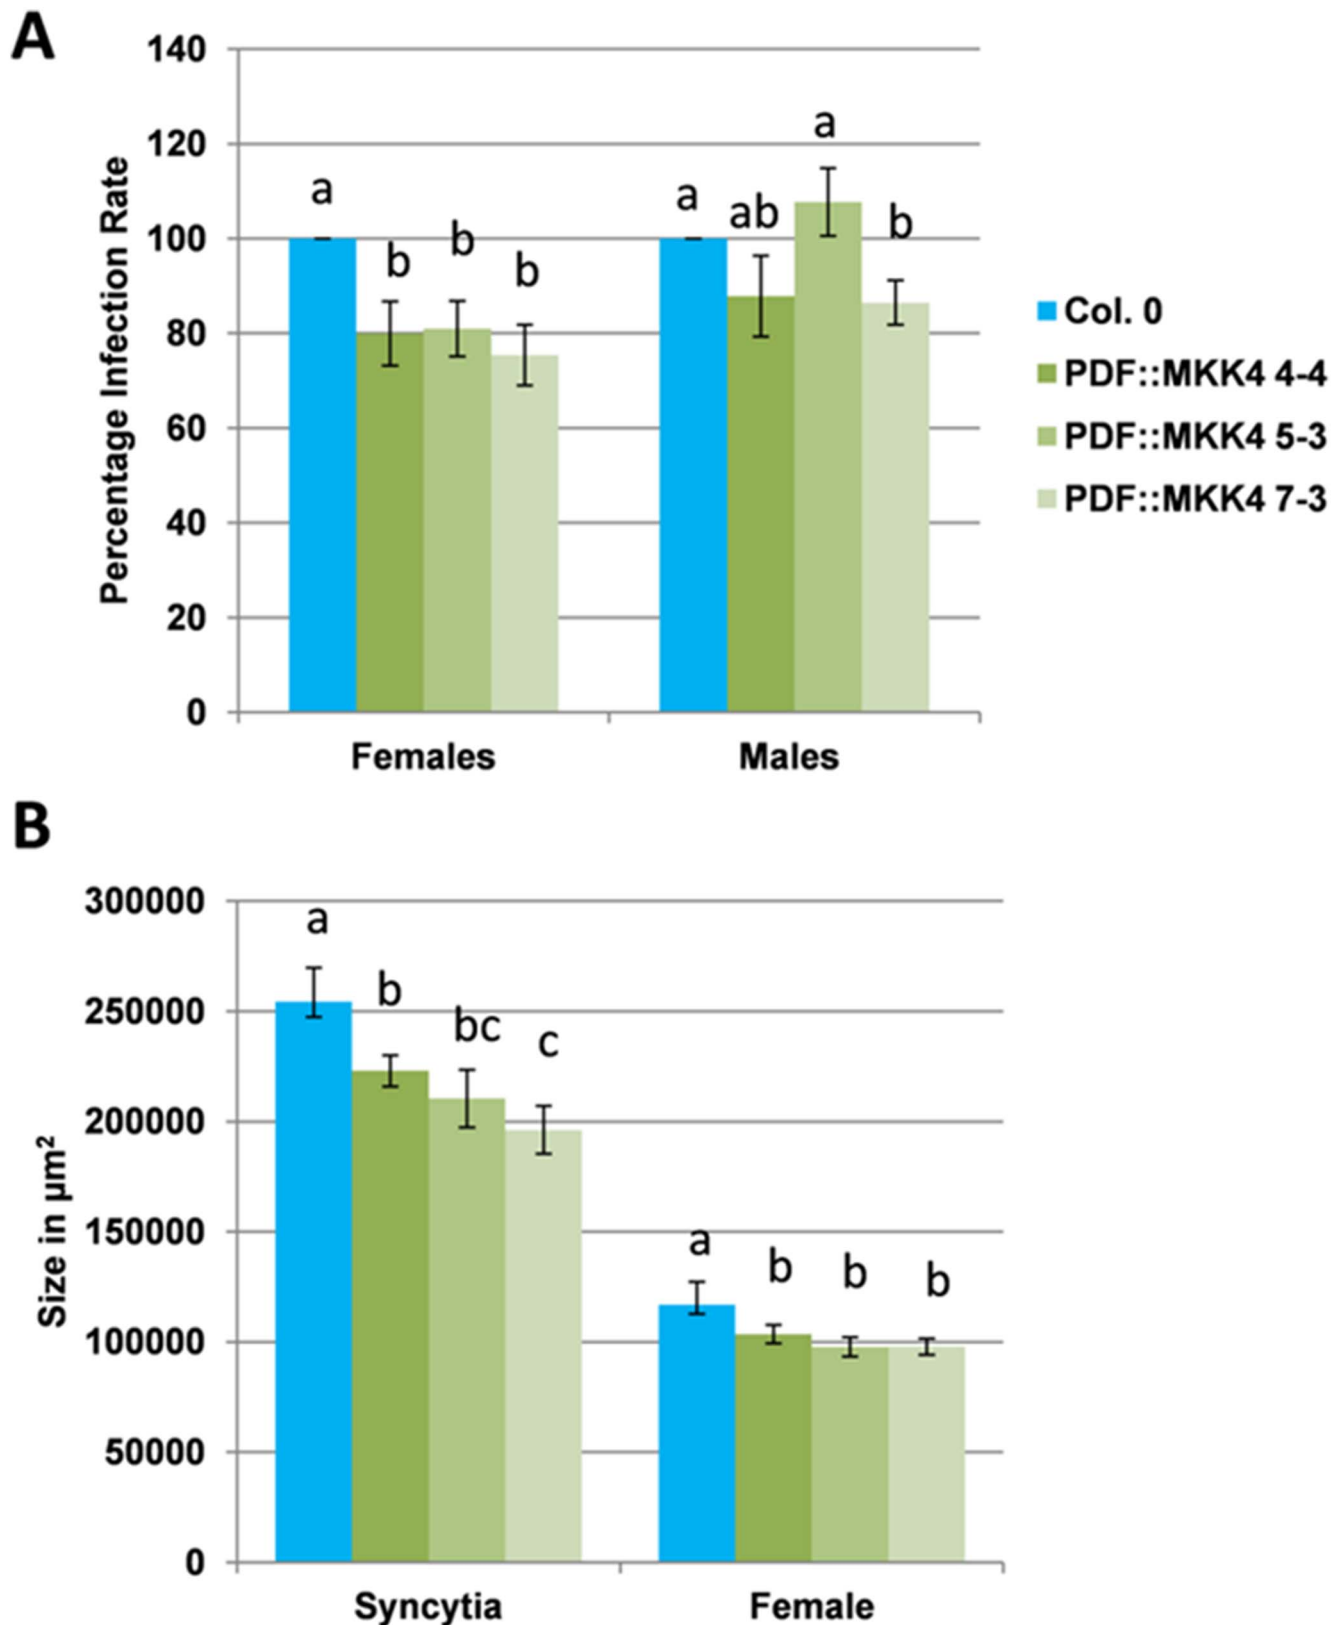 A
140
120
100
80
60
40
20
0
Percentage Infection Rate
a
b
b
b
a
ab
a
b
Females
Males
Col. 0
PDF::MKK4 4-4
PDF::MKK4 5-3
PDF::MKK4 7-3
B
300000
250000
200000
150000
100000
50000
0
Size in µm²
a
b
bc
c
a
b
b
b
Syncytia
Female